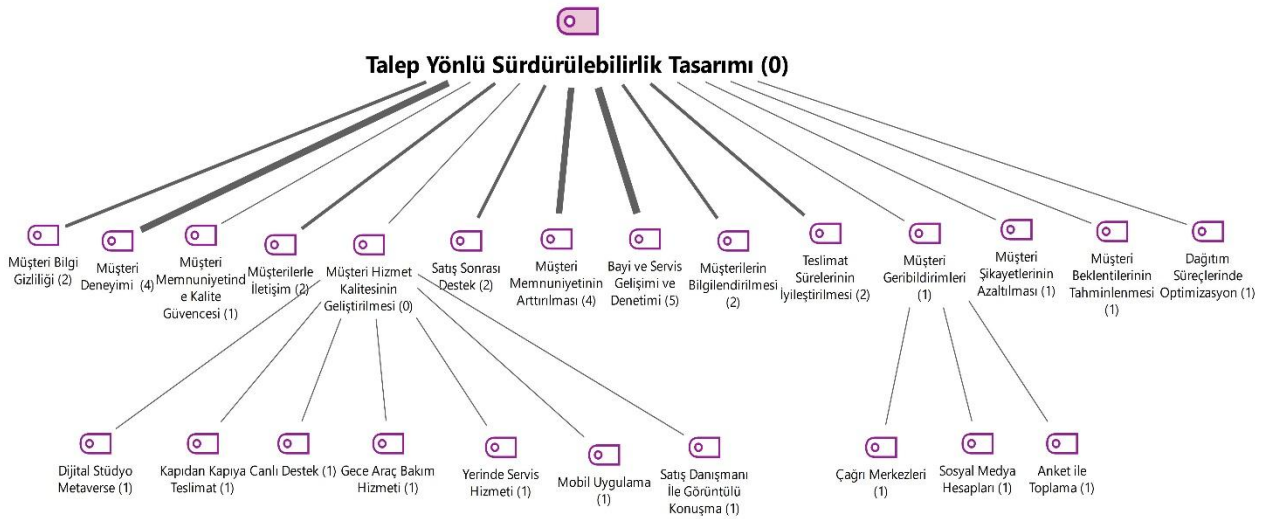 Talep Yönlü Sürdürülebilirlik Tasarımı (0)
Müşteri Bilgi
Gizliliği (2)
Müşteri
Deneyimi (4)
Müşteri
Memnuniyetind
e Kalite
Güvencesi (1)
Müşterilerle
İletişim (2)
Müşteri Hizmet
Kalitesinin
Geliştirilmesi (0)
Satış Sonrası
Destek (2)
Müşteri
Memnuniyetinin
Arttırılması (4)
Bayi ve Servis
Gelişimi ve
Denetimi (5)
Müşterilerin
Bilgilendirilmesi
(2)
Teslimat
Sürelerinin
İyileştirilmesi (2)
Müşteri
Geribildirimleri
(1)
Müşteri
Şikayetlerinin
Azaltılması (1)
Müşteri
Beklentilerinin
Tahminlenmesi
(1)
Dağıtım
Süreçlerinde
Optimizasyon (1)
Dijital Stüdyo
Metaverse (1)
Kapıdan Kapıya
Teslimat (1)
Canlı Destek (1)
Gece Araç Bakım
Hizmeti (1)
Yerinde Servis
Hizmeti (1)
Mobil Uygulama
(1)
Satış Danışmanı
İle Görüntülü
Konuşma (1)
Çağrı Merkezleri
(1)
Sosyal Medya
Hesapları (1)
Anket ile
Toplama (1)